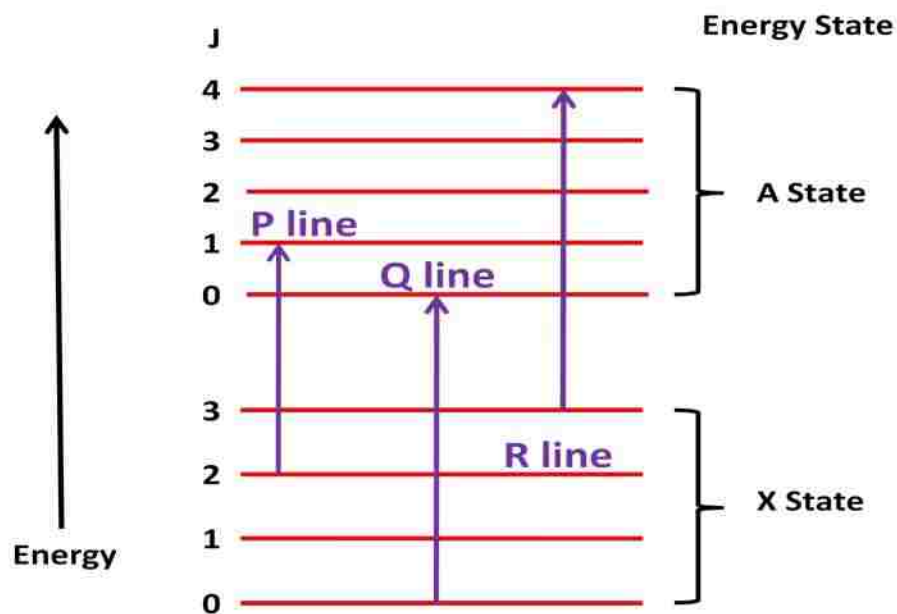 Energy State
J
4
3
2
A State
P line
1
Q line
0
3
R line
2
X State
1
Energy
0